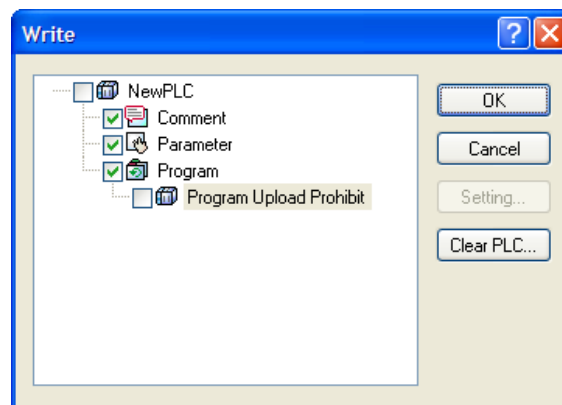 Write
NewPLC
Comment
Parameter
Program
Program Upload Prohibit
OK
Cancel
Setting...
Clear PLC...